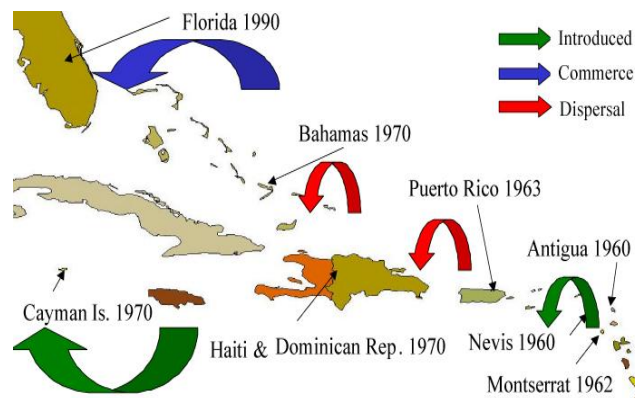 Florida 1990
Introduced
Commerce
Dispersal
Bahamas 1970
Puerto Rico 1963
Antigua 1960
Cayman Is. 1970
Haiti & Dominican Rep. 1970
Nevis 1960
Montserrat 1962